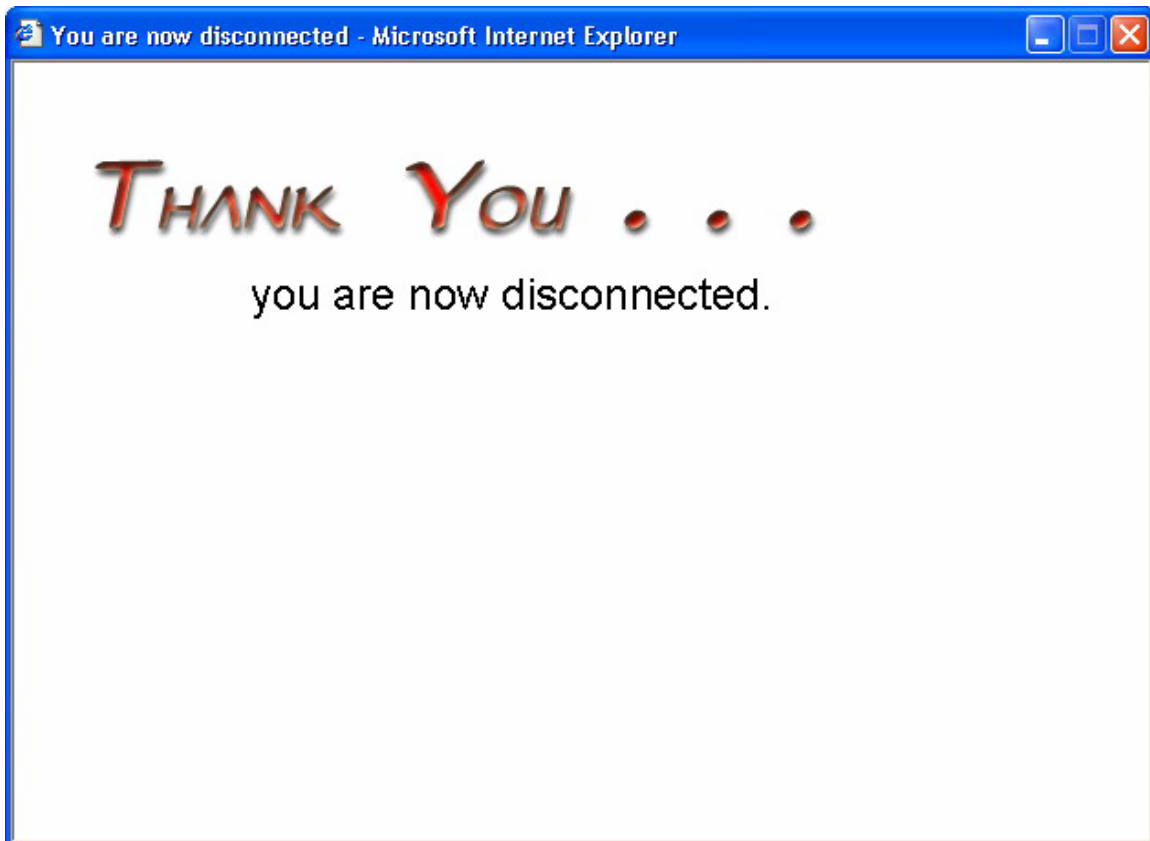 You are now disconnected - Microsoft Internet Explorer
THANK YOU . . .
you are now disconnected.